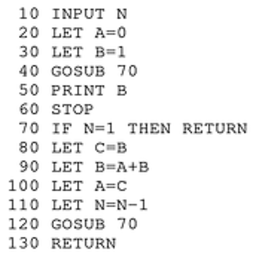 10 INPUT N
20 LET A=0
30 LET B=1
40 GOSUB 70
50 PRINT B
60 STOP
70 IF N=1 THEN RETURN
80 LET C=B
90 LET B=A+B
100 LET A=C
110 LET N=N-1
120 GOSUB 70
130 RETURN